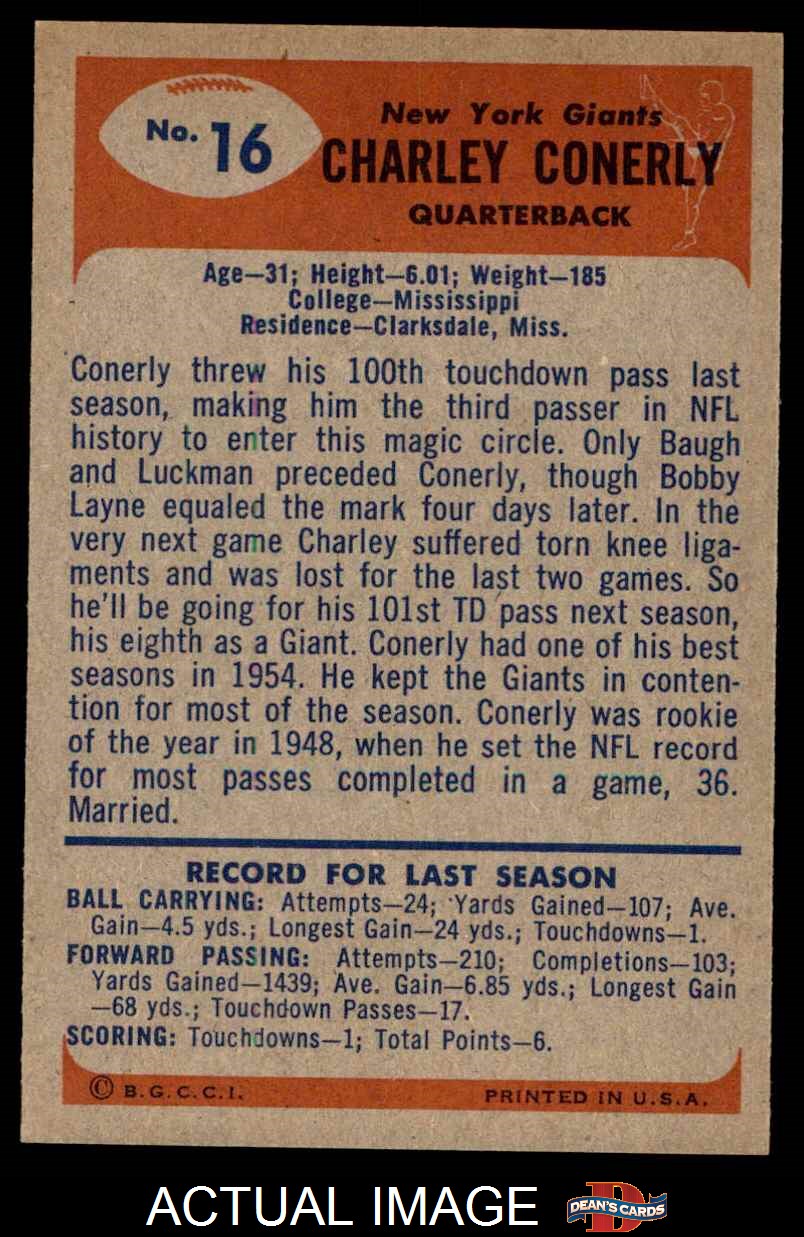 No. 16
New York Giants
CHARLEY CONERLY
QUARTERBACK
Age—31; Height—6.01; Weight—185
College—Mississippi
Residence—Clarksdale, Miss.
Conerly threw his 100th touchdown pass last
season, making him the third passer in NFL
history to enter this magic circle. Only Baugh
and Luckman preceded Conerly, though Bobby
Layne equaled the mark four days later. In the
very next game Charley suffered torn knee liga-
ments and was lost for the last two games. So
he'll be going for his 101st TD pass next season,
his eighth as a Giant. Conerly had one of his best
seasons in 1954. He kept the Giants in conten-
tion for most of the season. Conerly was rookie
of the year in 1948, when he set the NFL record
for most passes completed in a game, 36.
Married.
RECORD FOR LAST SEASON
BALL CARRYING: Attempts—24; Yards Gained—107; Ave.
Gain—4.5 yds.; Longest Gain—24 yds.; Touchdowns—1.
FORWARD PASSING: Attempts—210; Completions—103;
Yards Gained—1439; Ave. Gain—6.85 yds.; Longest Gain
—68 yds.; Touchdown Passes—17.
SCORING: Touchdowns—1; Total Points—6.
© B.G.C.C.I.
PRINTED IN U.S.A.
ACTUAL IMAGE
D
DEAN'S CARDS